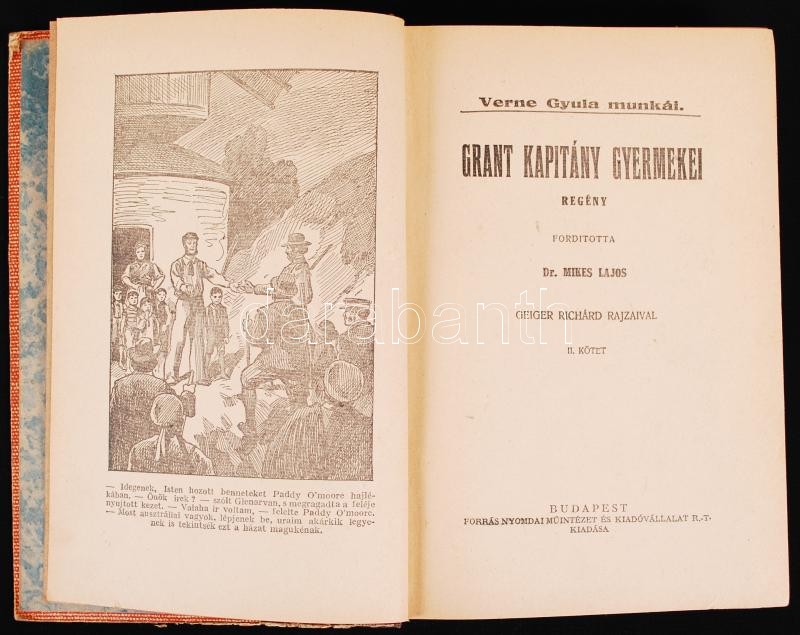 — Idegenek, Isten hozott benneteket Paddy O'moore hajlé-
kában. — Önök irek? — szólt Glenarvan, s megragadta a feléje
nyujtott kezet. — Valaha ir voltam, — felelte Paddy O'moore.
— Most ausztráliai vagyok, lépjenek be, uraim akárkik legye-
nek is tekintsék ezt a házat magukénak.
Verne Gyula munkái.
GRANT KAPITÁNY GYERMEKEI
REGÉNY
FORDITOTTA
Dr. MIKES LAJOS
GEIGER RICHÁRD RAJZAIVAL
II. KÖTET
BUDAPEST
FORRÁS NYOMDAI MŰINTÉZET ÉS KIADÓVÁLLALAT R.-T.
KIADÁSA
darabanth